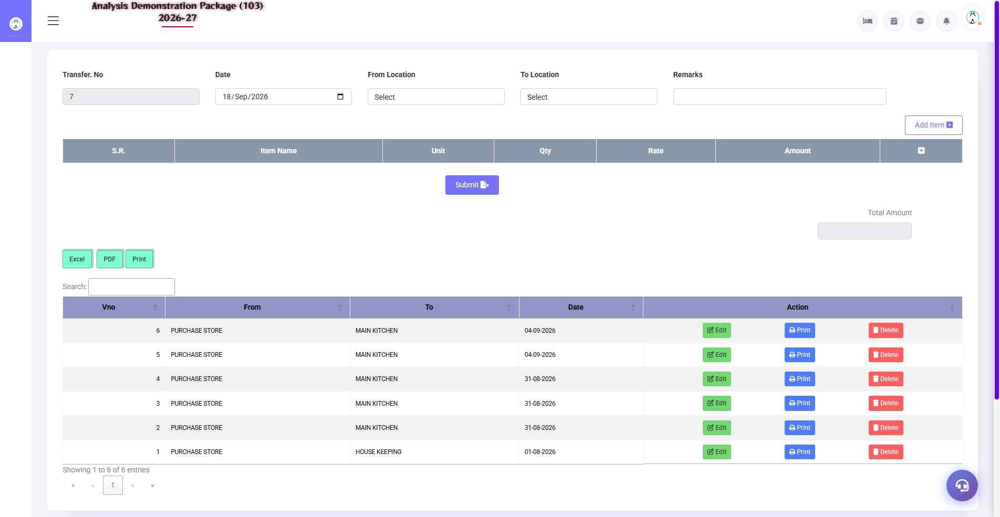 Analysis Demonstration Package (103)
2026-27
Transfer. No
Date
From Location
To Location
Remarks
7
18/Sep/2026
Select
Select
Add Item
S.R. Item Name Unit Qty Rate Amount
Submit
Total Amount
Excel PDF Print
Search:
Vno From To Date Action
6 PURCHASE STORE MAIN KITCHEN 04-09-2026 Edit Print Delete
5 PURCHASE STORE MAIN KITCHEN 04-09-2026 Edit Print Delete
4 PURCHASE STORE MAIN KITCHEN 31-08-2026 Edit Print Delete
3 PURCHASE STORE MAIN KITCHEN 31-08-2026 Edit Print Delete
2 PURCHASE STORE MAIN KITCHEN 31-08-2026 Edit Print Delete
1 PURCHASE STORE HOUSE KEEPING 01-08-2026 Edit Print Delete
Showing 1 to 6 of 6 entries
« ‹ 1 › »